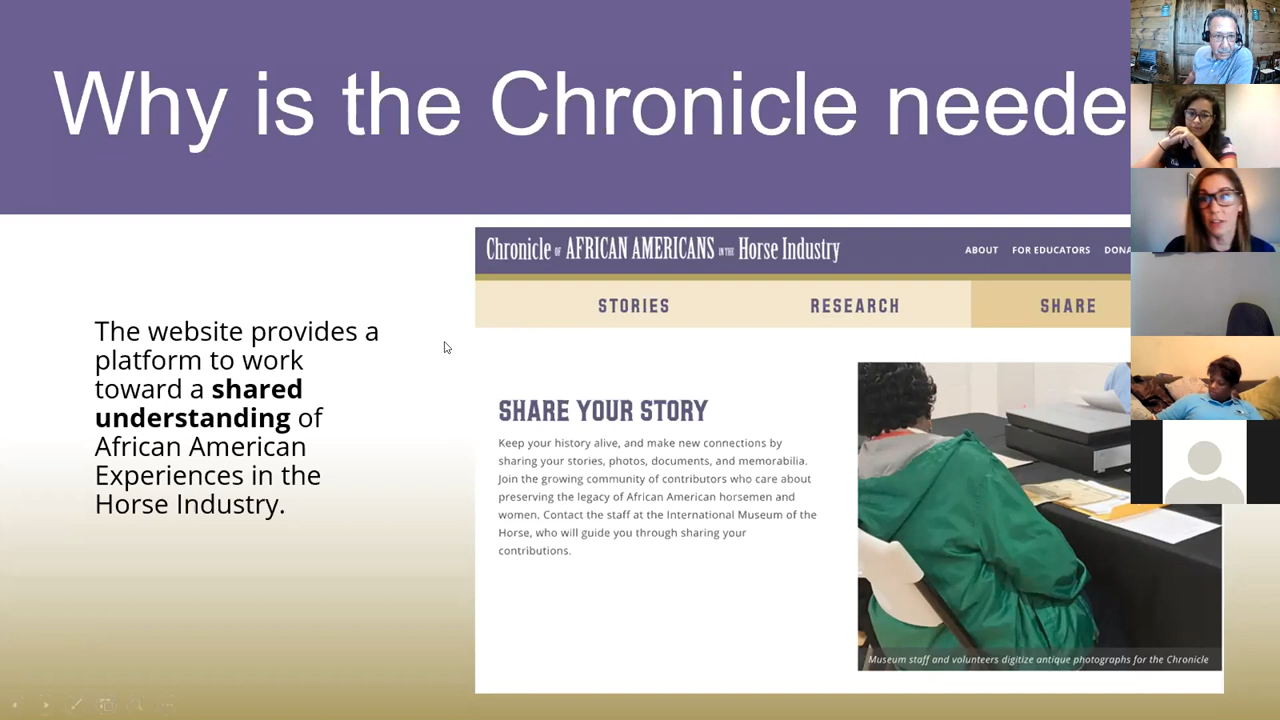 Why is the Chronicle neede
Chronicle OF AFRICAN AMERICANS IN THE Horse Industry
ABOUT FOR EDUCATORS DONA
STORIES RESEARCH SHARE
The website provides a
platform to work
toward a shared
understanding of
African American
Experiences in the
Horse Industry.
SHARE YOUR STORY
Keep your history alive, and make new connections by
sharing your stories, photos, documents, and memorabilia.
Join the growing community of contributors who care about
preserving the legacy of African American horsemen and
women. Contact the staff at the International Museum of the
Horse, who will guide you through sharing your
contributions.
Museum staff and volunteers digitize antique photographs for the Chronicle